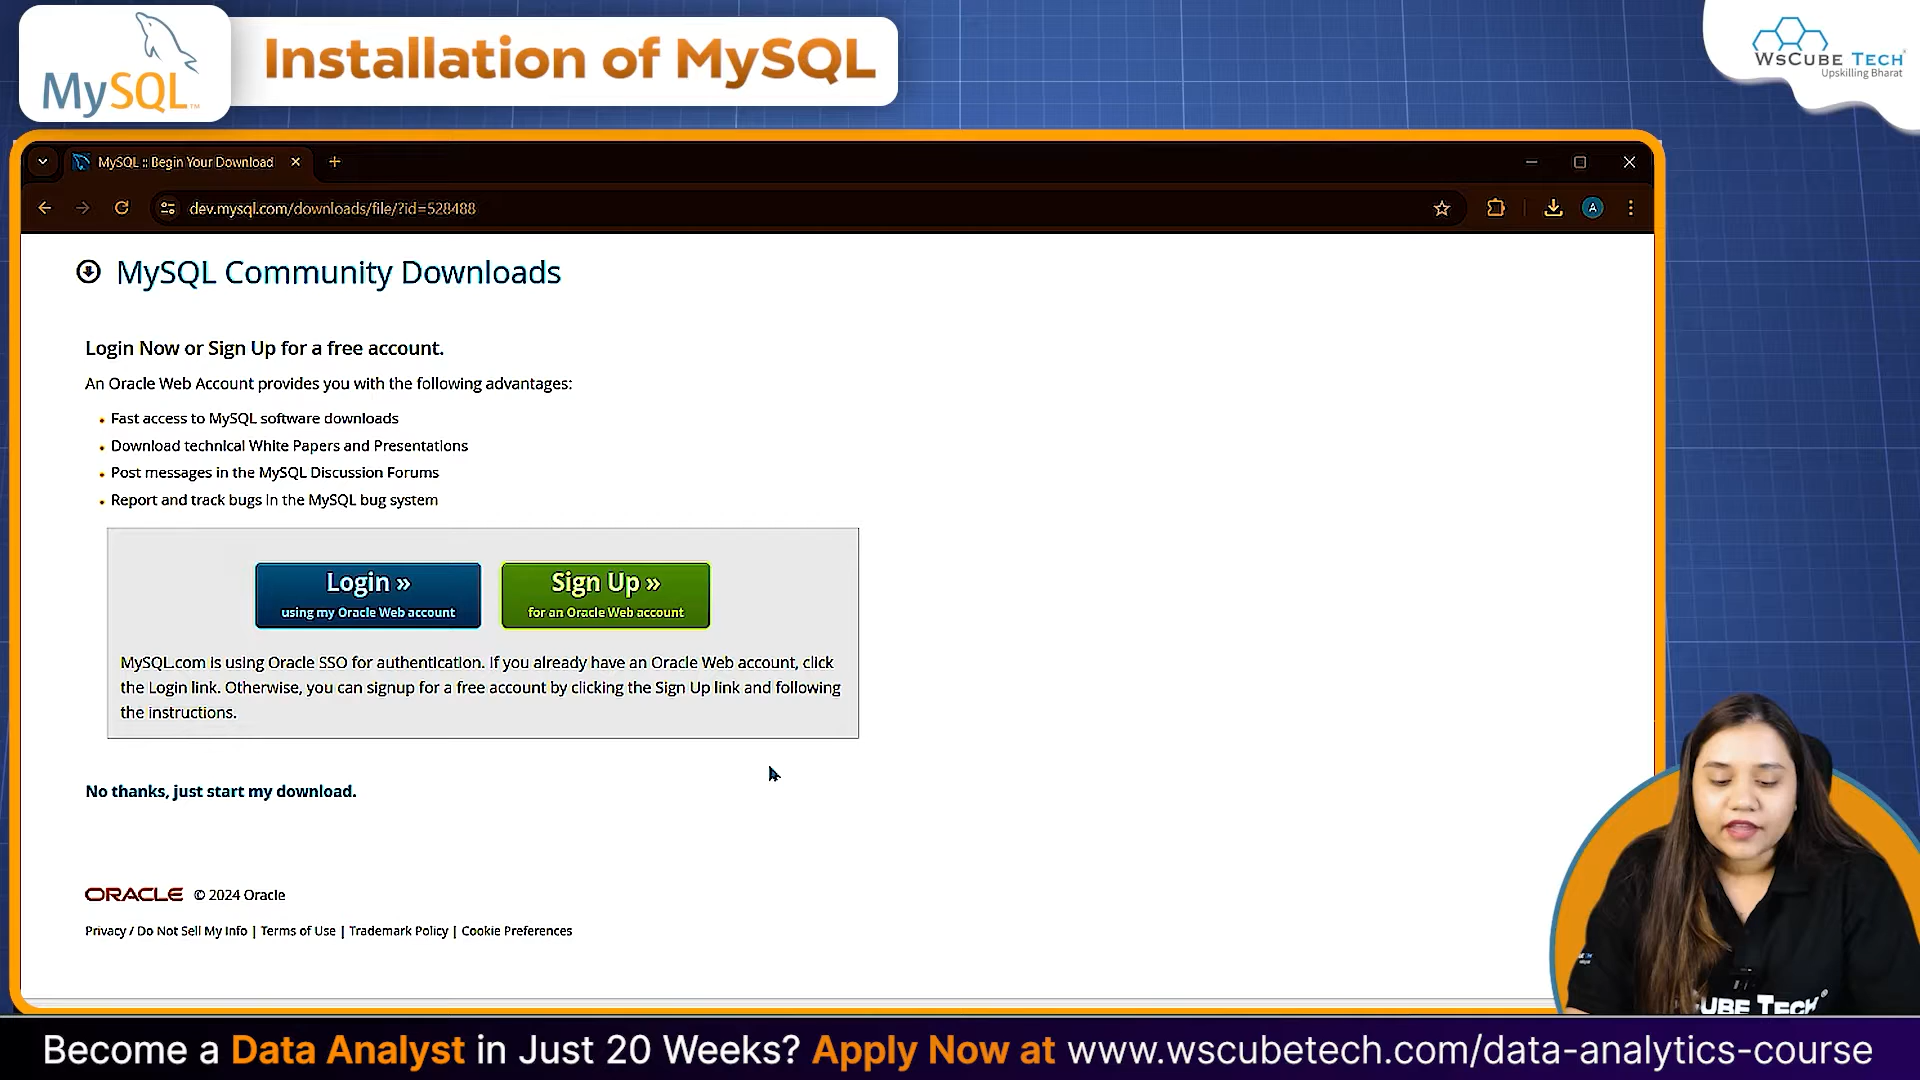 MySQL™
Installation of MySQL
WsCube Tech
Upskilling Bharat
MySQL :: Begin Your Download
dev.mysql.com/downloads/file/?id=528488
A
MySQL Community Downloads
Login Now or Sign Up for a free account.
An Oracle Web Account provides you with the following advantages:
Fast access to MySQL software downloads
Download technical White Papers and Presentations
Post messages in the MySQL Discussion Forums
Report and track bugs in the MySQL bug system
Login »
using my Oracle Web account
Sign Up »
for an Oracle Web account
MySQL.com is using Oracle SSO for authentication. If you already have an Oracle Web account, click
the Login link. Otherwise, you can signup for a free account by clicking the Sign Up link and following
the instructions.
No thanks, just start my download.
ORACLE © 2024 Oracle
Privacy / Do Not Sell My Info | Terms of Use | Trademark Policy | Cookie Preferences
CUBE TECH
Become a Data Analyst in Just 20 Weeks? Apply Now at www.wscubetech.com/data-analytics-course